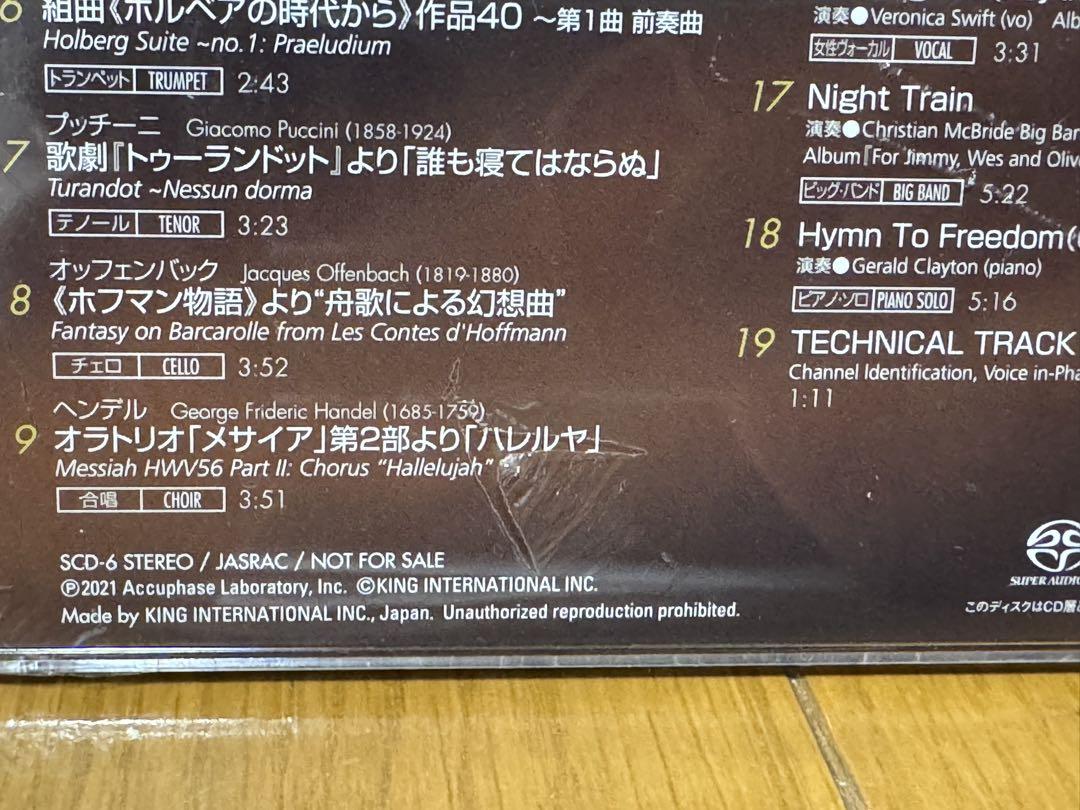 6 組曲《ホルベアの時代から》作品40 ～第1曲 前奏曲
Holberg Suite ~no.1: Praeludium
トランペット TRUMPET 2:43
プッチーニ Giacomo Puccini (1858-1924)
7 歌劇『トゥーランドット』より「誰も寝てはならぬ」
Turandot ~Nessun dorma
テノール TENOR 3:23
オッフェンバック Jacques Offenbach (1819-1880)
8 《ホフマン物語》より“舟歌による幻想曲”
Fantasy on Barcarolle from Les Contes d'Hoffmann
チェロ CELLO 3:52
ヘンデル George Frideric Handel (1685-1759)
9 オラトリオ「メサイア」第2部より「ハレルヤ」
Messiah HWV56 Part II: Chorus “Hallelujah”
合唱 CHOIR 3:51
SCD-6 STEREO / JASRAC / NOT FOR SALE
Ⓟ2021 Accuphase Laboratory, Inc. ©KING INTERNATIONAL INC.
Made by KING INTERNATIONAL INC., Japan. Unauthorized reproduction prohibited.
演奏●Veronica Swift (vo)
女性ヴォーカル VOCAL 3:31
17 Night Train
演奏●Christian McBride Big Ban
Album『For Jimmy, Wes and Olive
ビッグ・バンド BIG BAND 5:22
18 Hymn To Freedom
演奏●Gerald Clayton (piano)
ピアノ・ソロ PIANO SOLO 5:16
19 TECHNICAL TRACK
Channel Identification, Voice in-Pha
1:11
SUPER AUDIO
このディスクはCD層